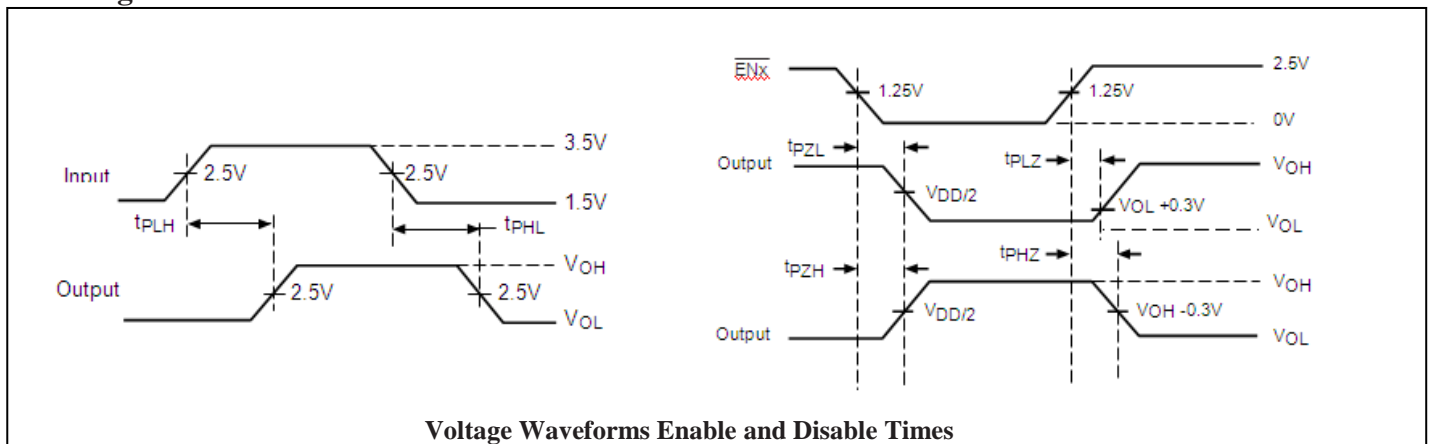 Input
2.5V
2.5V
3.5V
1.5V
tPLH
tPHL
Output
2.5V
2.5V
VOH
VOL
ENx
1.25V
1.25V
2.5V
0V
tPZL
tPLZ
Output
VDD/2
VOL +0.3V
VOH
VOL
tPZH
tPHZ
Output
VDD/2
VOH -0.3V
VOH
VOL
Voltage Waveforms Enable and Disable Times